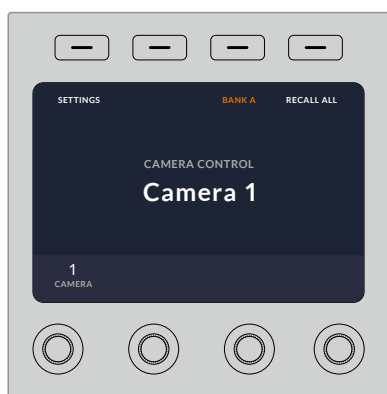 SETTINGS BANK A RECALL ALL
CAMERA CONTROL
Camera 1
1
CAMERA